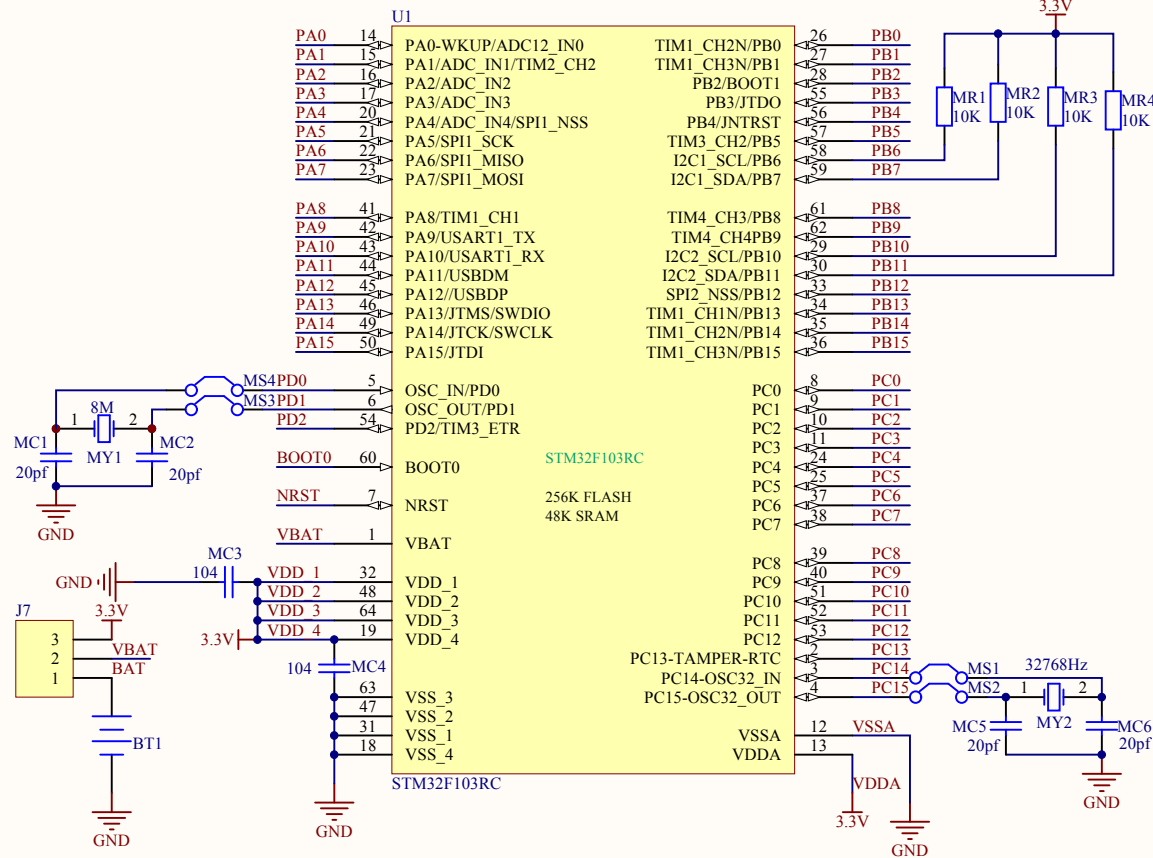 U1
3.3V
PA0 14 PA0-WKUP/ADC12_IN0 TIM1_CH2N/PB0 26 PB0
PA1 15 PA1/ADC_IN1/TIM2_CH2 TIM1_CH3N/PB1 27 PB1
PA2 16 PA2/ADC_IN2 PB2/BOOT1 28 PB2
PA3 17 PA3/ADC_IN3 PB3/JTDO 55 PB3
PA4 20 PA4/ADC_IN4/SPI1_NSS PB4/JNTRST 56 PB4
PA5 21 PA5/SPI1_SCK TIM3_CH2/PB5 57 PB5
PA6 22 PA6/SPI1_MISO I2C1_SCL/PB6 58 PB6
PA7 23 PA7/SPI1_MOSI I2C1_SDA/PB7 59 PB7
MR1 MR2 MR3 MR4
10K 10K 10K 10K
PA8 41 PA8/TIM1_CH1 TIM4_CH3/PB8 61 PB8
PA9 42 PA9/USART1_TX TIM4_CH4PB9 62 PB9
PA10 43 PA10/USART1_RX I2C2_SCL/PB10 29 PB10
PA11 44 PA11/USBDM I2C2_SDA/PB11 30 PB11
PA12 45 PA12//USBDP SPI2_NSS/PB12 33 PB12
PA13 46 PA13/JTMS/SWDIO TIM1_CH1N/PB13 34 PB13
PA14 49 PA14/JTCK/SWCLK TIM1_CH2N/PB14 35 PB14
PA15 50 PA15/JTDI TIM1_CH3N/PB15 36 PB15
MS4 PD0 5 OSC_IN/PD0 PC0 8 PC0
MS3 PD1 6 OSC_OUT/PD1 PC1 9 PC1
PD2 54 PD2/TIM3_ETR PC2 10 PC2
8M
1 2
MC1 MY1 MC2
20pf 20pf
GND
PC3 11 PC3
BOOT0 60 BOOT0 STM32F103RC PC4 24 PC4
PC5 25 PC5
NRST 7 NRST 256K FLASH PC6 37 PC6
48K SRAM PC7 38 PC7
VBAT 1 VBAT
PC8 39 PC8
GND 104 MC3 VDD_1 32 VDD_1 PC9 40 PC9
VDD_2 48 VDD_2 PC10 51 PC10
VDD_3 64 VDD_3 PC11 52 PC11
3.3V VDD_4 19 VDD_4 PC12 53 PC12
J7
3.3V
3
2 VBAT
1 BAT
BT1
GND
PC13-TAMPER-RTC 2 PC13
104 MC4 PC14-OSC32_IN 3 PC14 MS1 32768Hz
63 VSS_3 PC15-OSC32_OUT 4 PC15 MS2 1 2
47 VSS_2
MC5 MY2 MC6
20pf 20pf
31 VSS_1 VSSA 12 VSSA
18 VSS_4 VDDA 13
VDDA
STM32F103RC
GND
3.3V
GND
GND